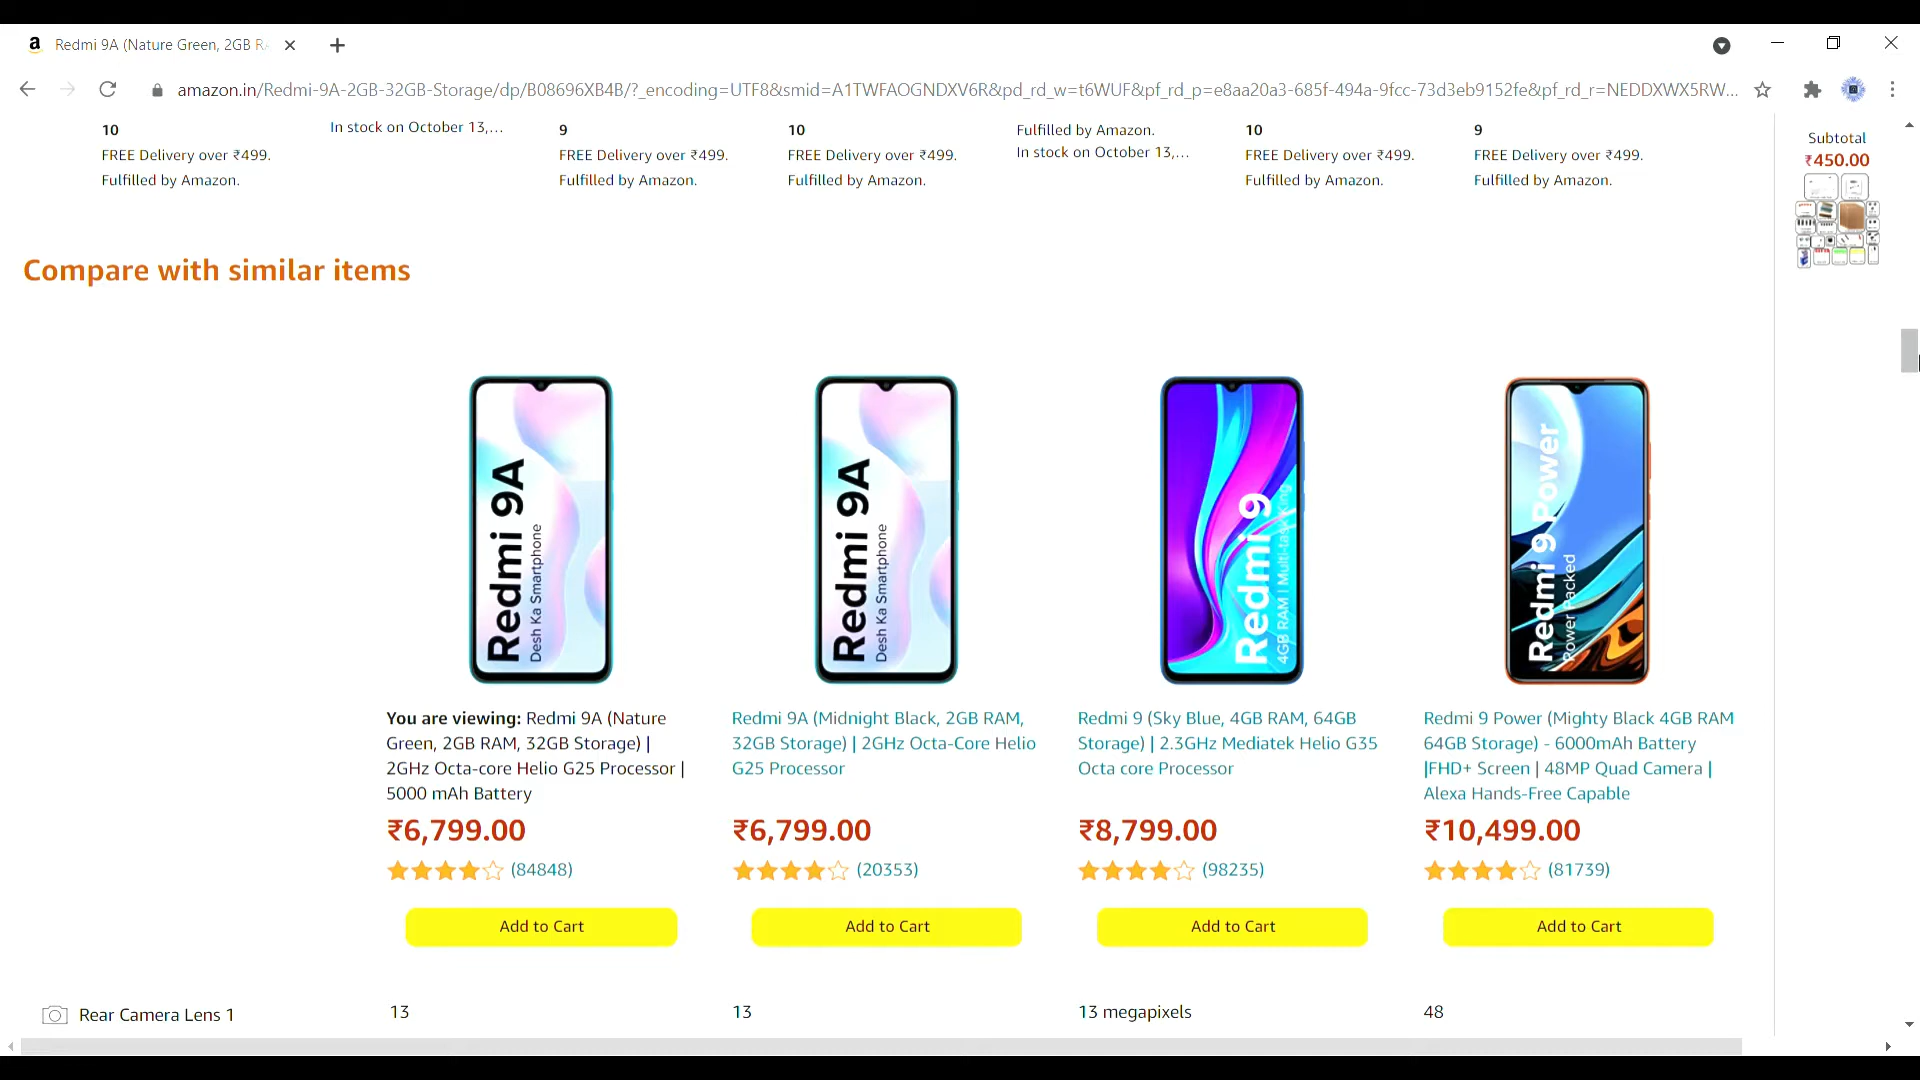 Redmi 9A (Nature Green, 2GB R
amazon.in/Redmi-9A-2GB-32GB-Storage/dp/B08696XB4B/?_encoding=UTF8&smid=A1TWFAOGNDXV6R&pd_rd_w=t6WUF&pf_rd_p=e8aa20a3-685f-494a-9fcc-73d3eb9152fe&pf_rd_r=NEDDXWX5RW...
10
FREE Delivery over ₹499.
Fulfilled by Amazon.
In stock on October 13,...
9
FREE Delivery over ₹499.
Fulfilled by Amazon.
10
FREE Delivery over ₹499.
Fulfilled by Amazon.
Fulfilled by Amazon.
In stock on October 13,...
10
FREE Delivery over ₹499.
Fulfilled by Amazon.
9
FREE Delivery over ₹499.
Fulfilled by Amazon.
Subtotal
₹450.00
Compare with similar items
Redmi 9A
Desh Ka Smartphone
Redmi 9A
Desh Ka Smartphone
Redmi 9
4GB RAM | Multi-tasking
Redmi 9 Power
Power Packed
You are viewing: Redmi 9A (Nature
Green, 2GB RAM, 32GB Storage) |
2GHz Octa-core Helio G25 Processor |
5000 mAh Battery
₹6,799.00
(84848)
Add to Cart
Redmi 9A (Midnight Black, 2GB RAM,
32GB Storage) | 2GHz Octa-Core Helio
G25 Processor
₹6,799.00
(20353)
Add to Cart
Redmi 9 (Sky Blue, 4GB RAM, 64GB
Storage) | 2.3GHz Mediatek Helio G35
Octa core Processor
₹8,799.00
(98235)
Add to Cart
Redmi 9 Power (Mighty Black 4GB RAM
64GB Storage) - 6000mAh Battery
|FHD+ Screen | 48MP Quad Camera |
Alexa Hands-Free Capable
₹10,499.00
(81739)
Add to Cart
Rear Camera Lens 1
13
13
13 megapixels
48